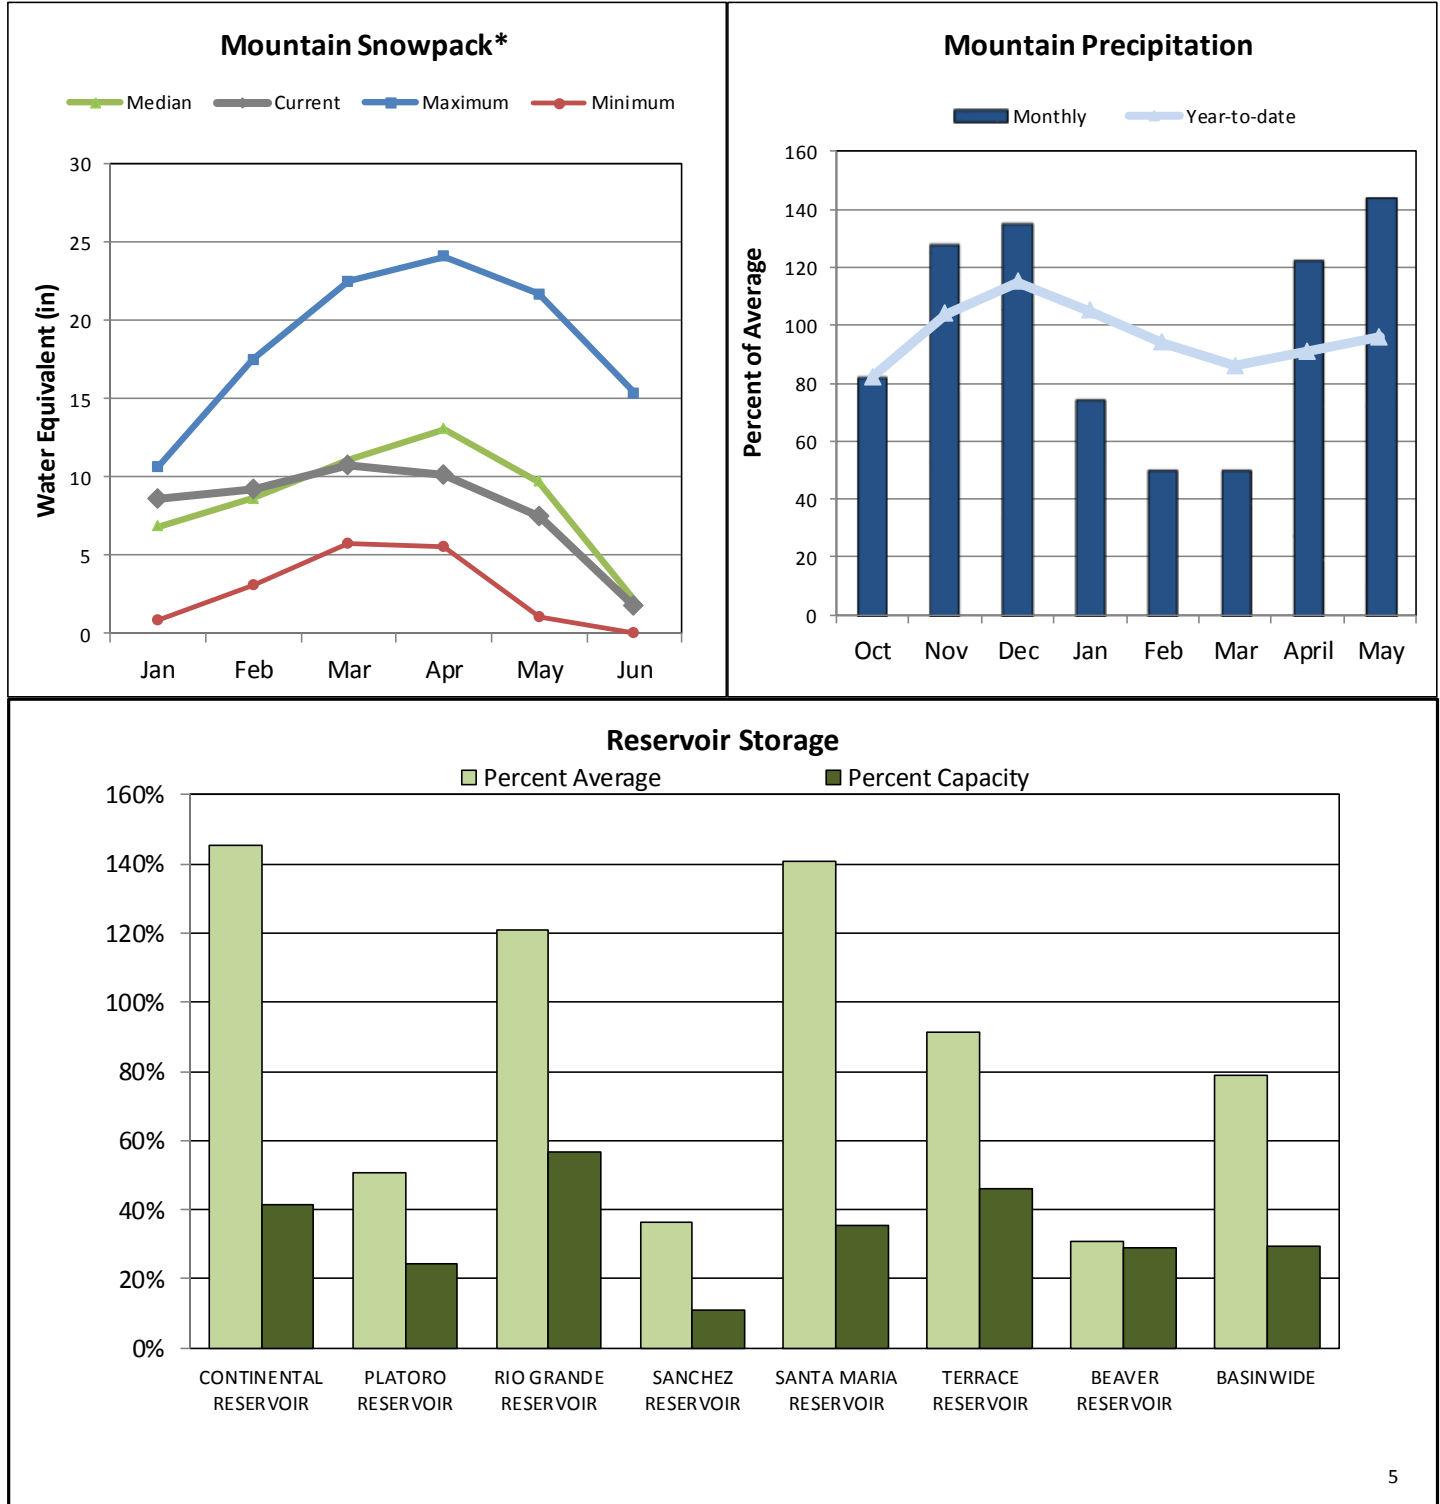 Mountain Snowpack*
Median Current Maximum Minimum
30
25
20
15
10
5
0
Water Equivalent (in)
Jan Feb Mar Apr May Jun
Mountain Precipitation
Monthly Year-to-date
160
140
120
100
80
60
40
20
0
Percent of Average
Oct Nov Dec Jan Feb Mar April May
Reservoir Storage
Percent Average Percent Capacity
160%
140%
120%
100%
80%
60%
40%
20%
0%
CONTINENTAL RESERVOIR
PLATORO RESERVOIR
RIO GRANDE RESERVOIR
SANCHEZ RESERVOIR
SANTA MARIA RESERVOIR
TERRACE RESERVOIR
BEAVER RESERVOIR
BASINWIDE
5